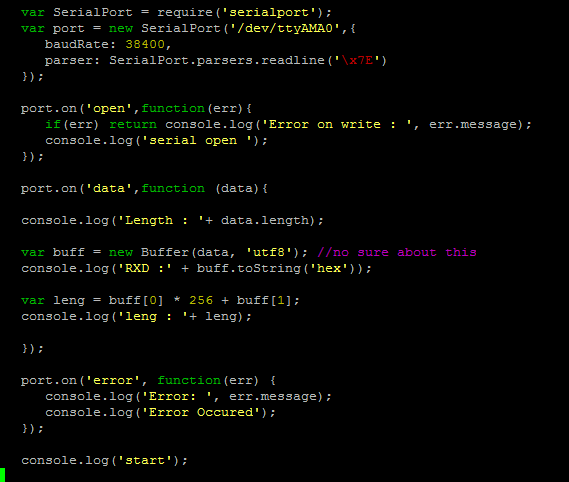 var SerialPort = require('serialport');
var port = new SerialPort('/dev/ttyAMA0',{
   baudRate: 38400,
   parser: SerialPort.parsers.readline('\x7E')
});

port.on('open',function(err){
   if(err) return console.log('Error on write : ', err.message);
   console.log('serial open ');
});

port.on('data',function (data){

console.log('Length : '+ data.length);

var buff = new Buffer(data, 'utf8'); //no sure about this
console.log('RXD :' + buff.toString('hex'));

var leng = buff[0] * 256 + buff[1];
console.log('leng : '+ leng);

});

port.on('error', function(err) {
   console.log('Error: ', err.message);
   console.log('Error Occured');
});

console.log('start');